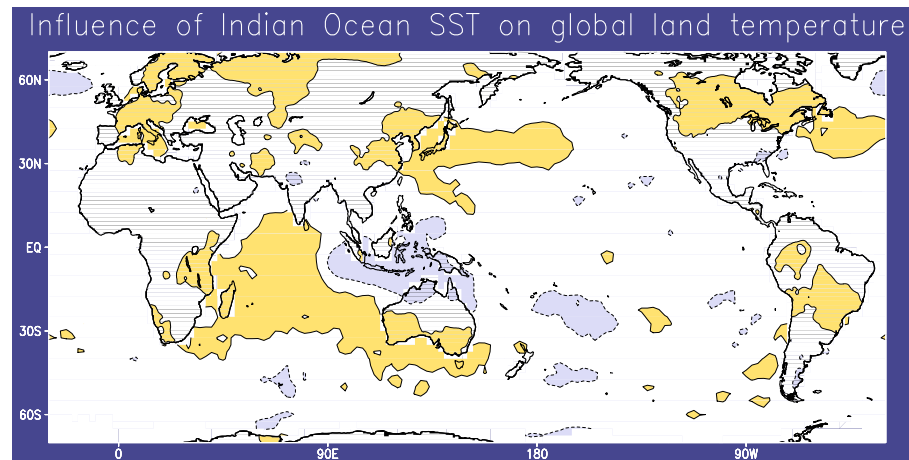 Influence of Indian Ocean SST on global land temperature
60N
30N
EQ
30S
60S
0
90E
180
90W